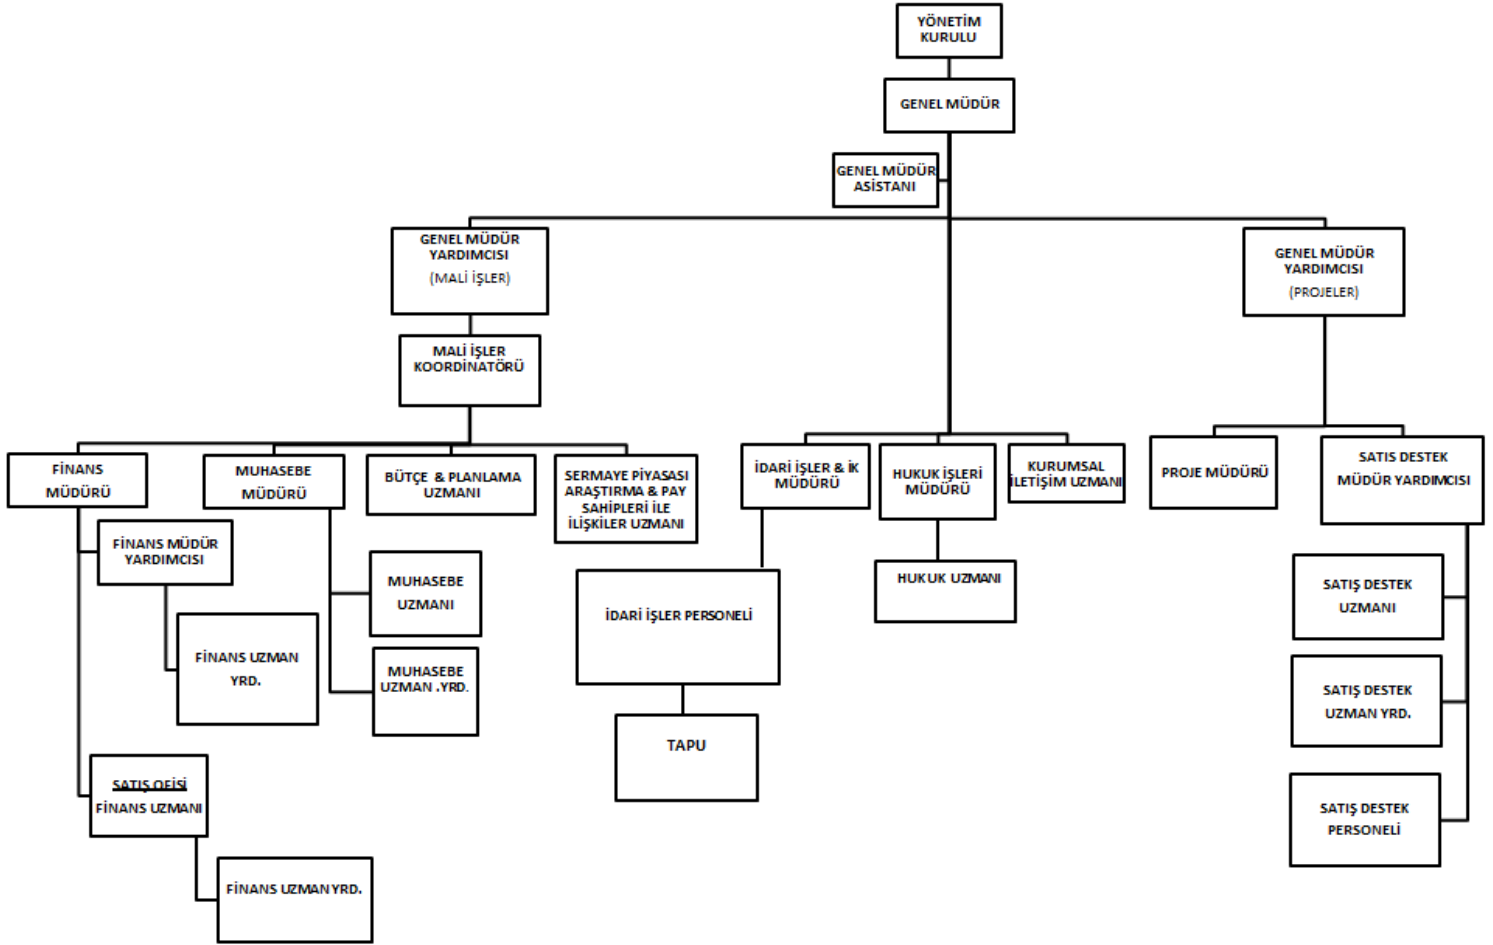 YÖNETİM
KURULU
GENEL MÜDÜR
GENEL MÜDÜR
ASİSTANI
GENEL MÜDÜR
YARDIMCISI
(MALİ İŞLER)
GENEL MÜDÜR
YARDIMCISI
(PROJELER)
MALİ İŞLER
KOORDİNATÖRÜ
FİNANS
MÜDÜRÜ
MUHASEBE
MÜDÜRÜ
BÜTÇE & PLANLAMA
UZMANI
SERMAYE PİYASASI
ARAŞTIRMA & PAY
SAHİPLERİ İLE
İLİŞKİLER UZMANI
İDARİ İŞLER & İK
MÜDÜRÜ
HUKUK İŞLERİ
MÜDÜRÜ
KURUMSAL
İLETİŞİM UZMANI
PROJE MÜDÜRÜ
SATIS DESTEK
MÜDÜR YARDIMCISI
FİNANS MÜDÜR
YARDIMCISI
MUHASEBE
UZMANI
HUKUK UZMANI
SATIŞ DESTEK
UZMANI
İDARİ İŞLER PERSONELİ
FİNANS UZMAN
YRD.
MUHASEBE
UZMAN .YRD.
SATIŞ DESTEK
UZMAN YRD.
TAPU
SATIŞ OFİSİ
FİNANS UZMANI
SATIŞ DESTEK
PERSONELİ
FİNANS UZMAN YRD.